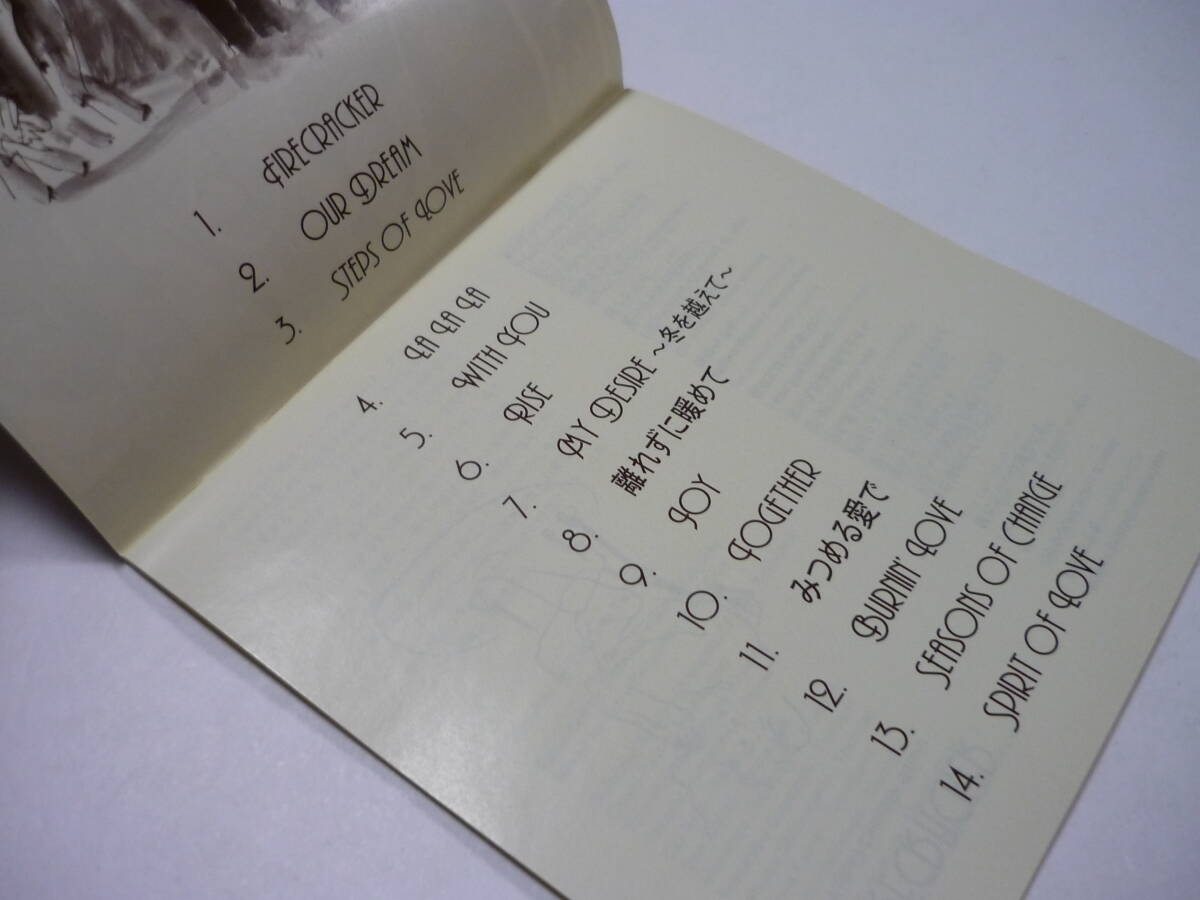 1. FIRECRACKER
2. OUR DREAM
3. STEPS OF LOVE
4. LA LA LA
5. WITH YOU
6. RISE
7. MY DESIRE ～冬を越えて～
8. 離れずに暖めて
9. JOY
10. TOGETHER
11. みつめる愛で
12. BURNIN' LOVE
13. SEASONS OF CHANGE
14. SPIRIT OF LOVE